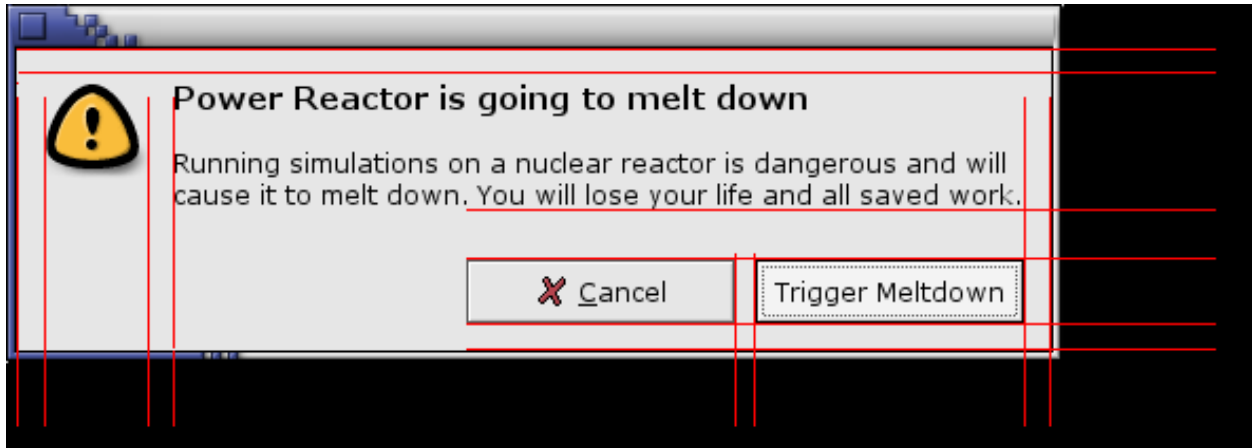 Power Reactor is going to melt down
Running simulations on a nuclear reactor is dangerous and will
cause it to melt down. You will lose your life and all saved work.
Cancel
Trigger Meltdown